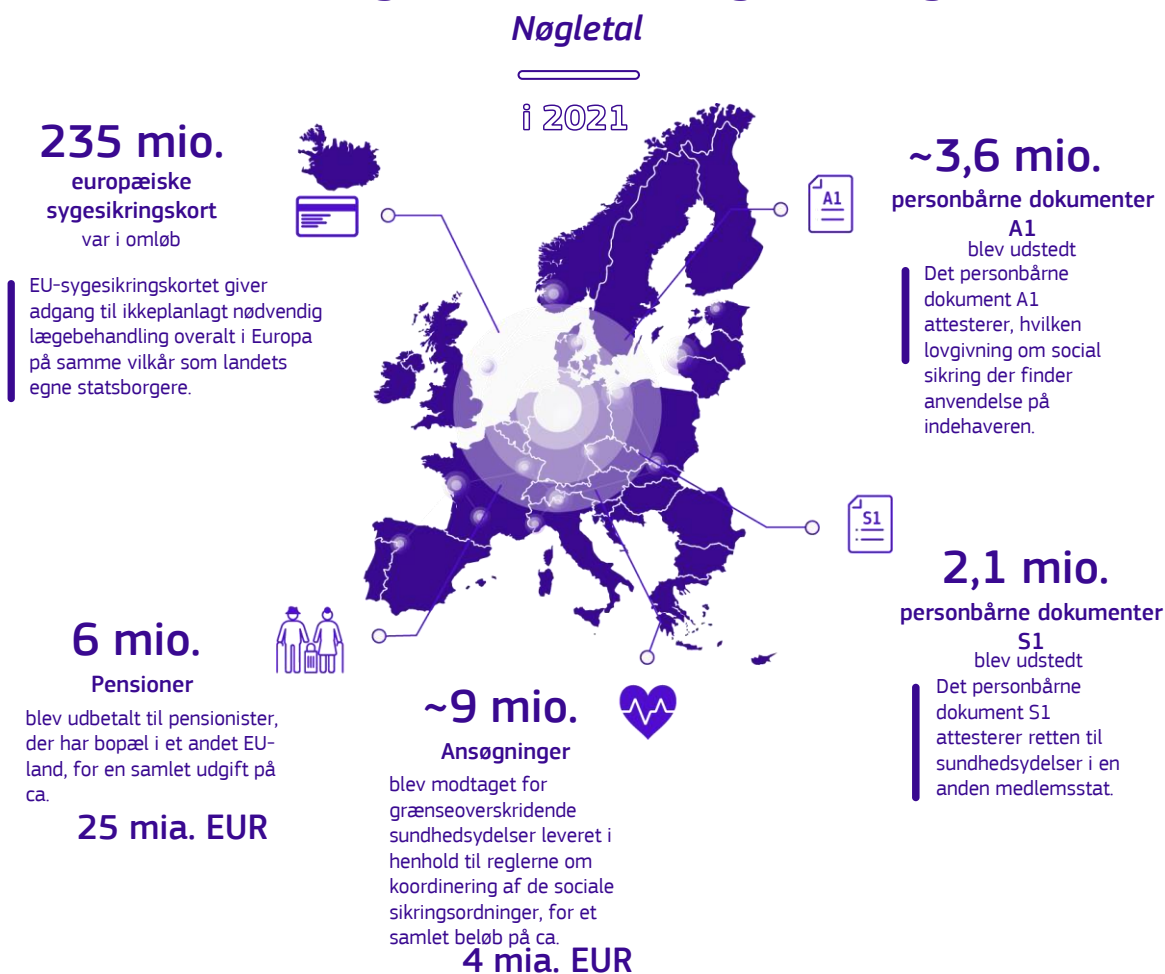 Nøgletal
i 2021
235 mio.
europæiske
sygesikringskort
var i omløb
EU-sygesikringskortet giver
adgang til ikkeplanlagt nødvendig
lægebehandling overalt i Europa
på samme vilkår som landets
egne statsborgere.
A1
~3,6 mio.
personbårne dokumenter
A1
blev udstedt
Det personbårne
dokument A1
attesterer, hvilken
lovgivning om social
sikring der finder
anvendelse på
indehaveren.
S1
2,1 mio.
personbårne dokumenter
S1
blev udstedt
Det personbårne
dokument S1
attesterer retten til
sundhedsydelser i en
anden medlemsstat.
6 mio.
Pensioner
blev udbetalt til pensionister,
der har bopæl i et andet EU-
land, for en samlet udgift på
ca.
25 mia. EUR
~9 mio.
Ansøgninger
blev modtaget for
grænseoverskridende
sundhedsydelser leveret i
henhold til reglerne om
koordinering af de sociale
sikringsordninger, for et
samlet beløb på ca.
4 mia. EUR